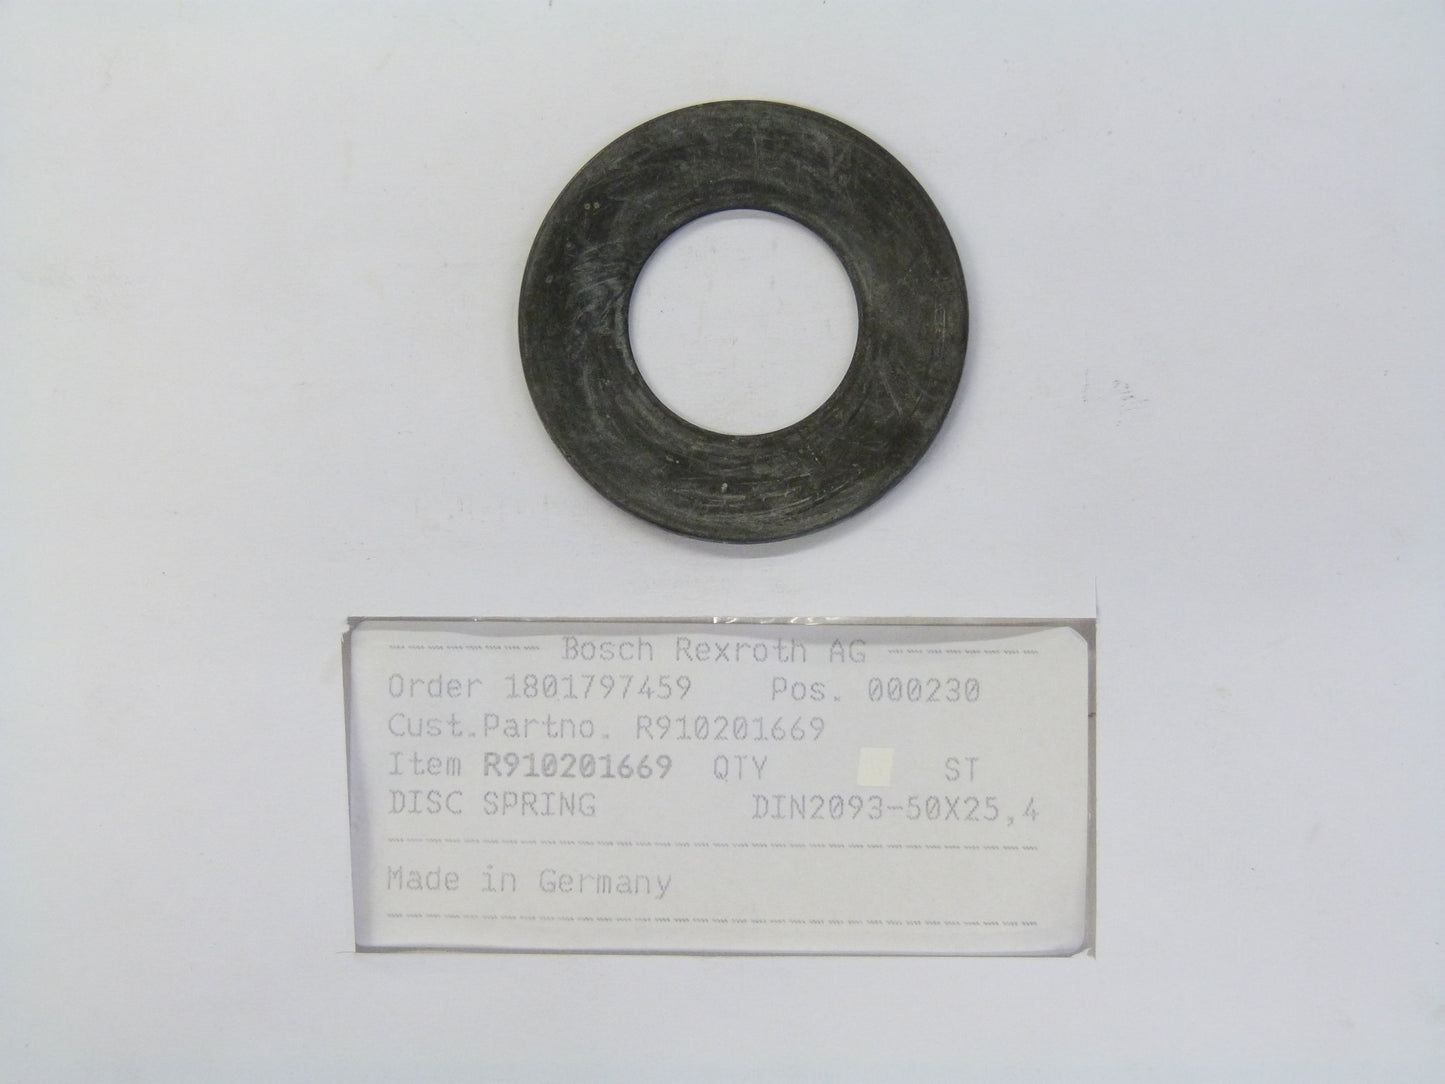 -------- Bosch Rexroth AG --------
Order 1801797459 Pos. 000230
Cust.Partno. R910201669
Item R910201669 QTY ST
DISC SPRING DIN2093-50X25,4
Made in Germany